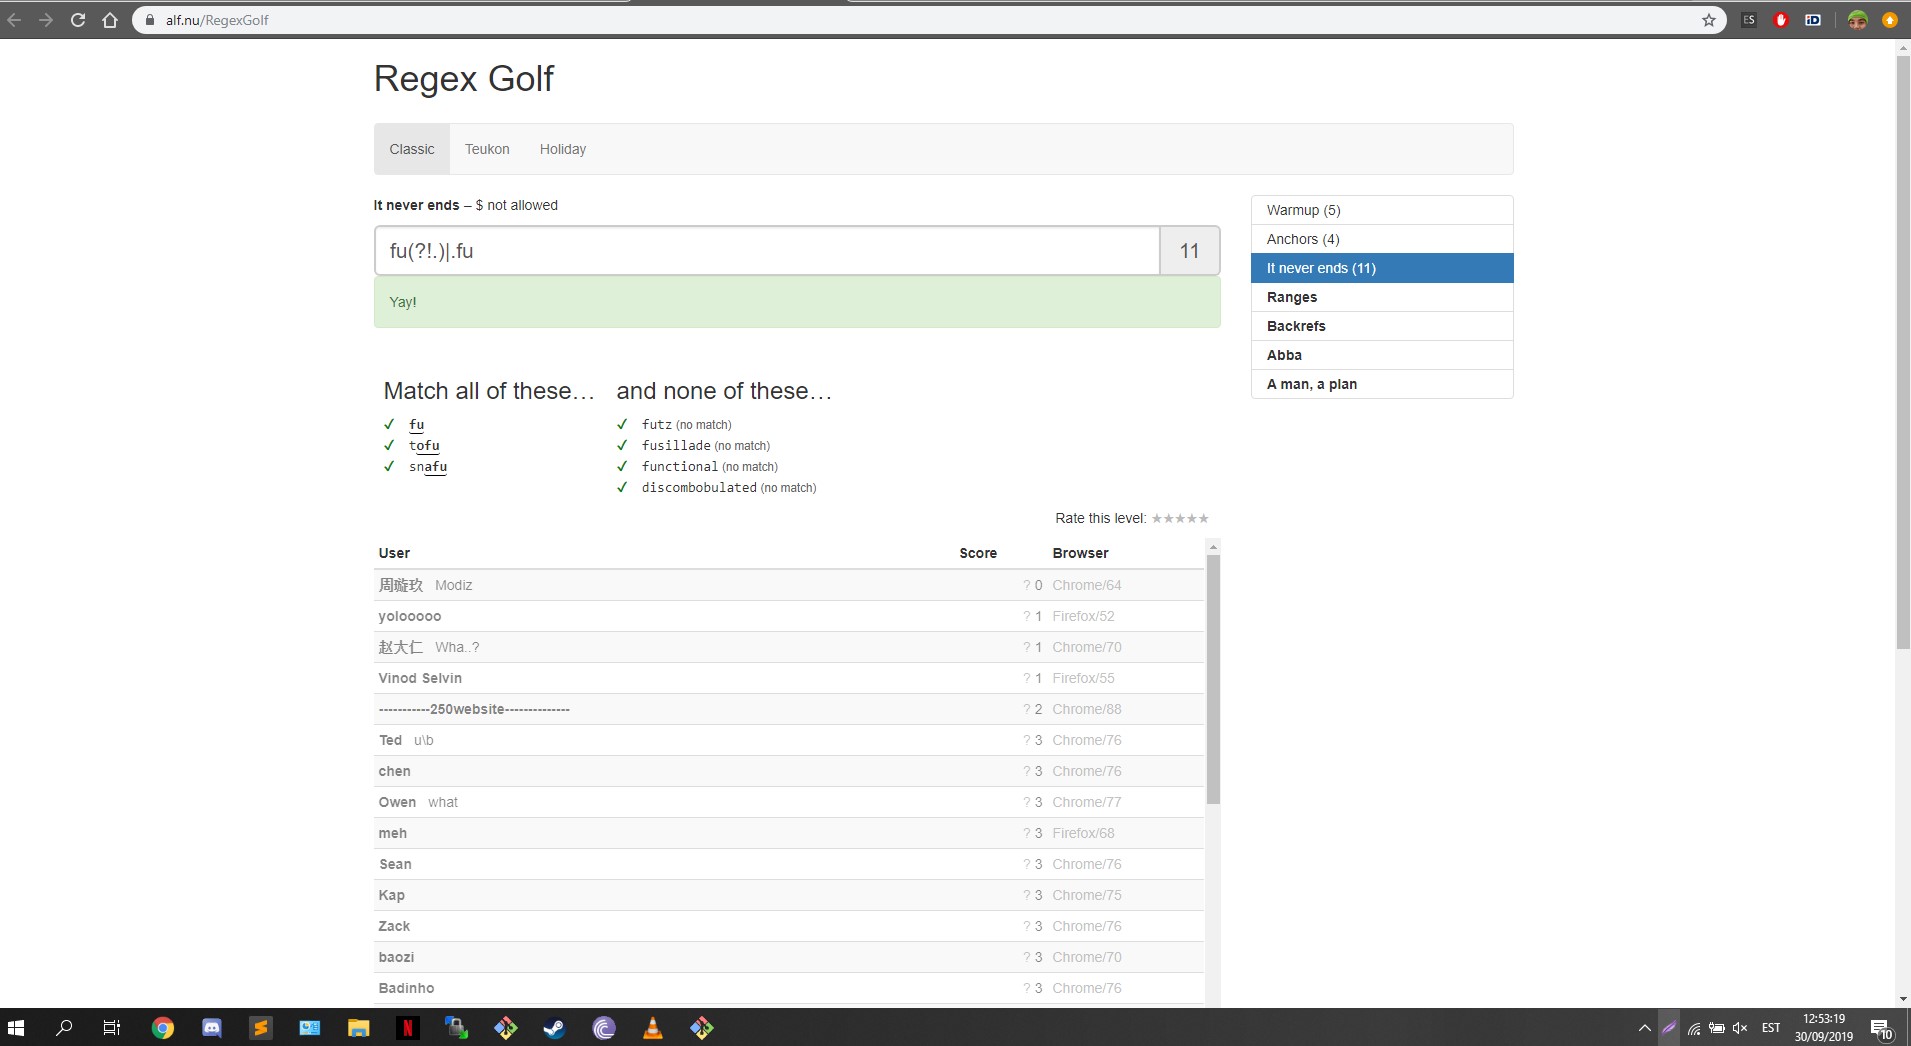 alf.nu/RegexGolf
ES
iD
Regex Golf
Classic Teukon Holiday
It never ends – $ not allowed
fu(?!.)|.fu 11
Yay!
Warmup (5)
Anchors (4)
It never ends (11)
Ranges
Backrefs
Abba
A man, a plan
Match all of these… and none of these…
fu futz (no match)
tofu fusillade (no match)
snafu functional (no match)
discombobulated (no match)
Rate this level: ★★★★★
User Score Browser
周璇玖 Modiz ? 0 Chrome/64
yolooooo ? 1 Firefox/52
赵大仁 Wha..? ? 1 Chrome/70
Vinod Selvin ? 1 Firefox/55
-----------250website-------------- ? 2 Chrome/88
Ted u\b ? 3 Chrome/76
chen ? 3 Chrome/76
Owen what ? 3 Chrome/77
meh ? 3 Firefox/68
Sean ? 3 Chrome/76
Kap ? 3 Chrome/75
Zack ? 3 Chrome/76
baozi ? 3 Chrome/70
Badinho ? 3 Chrome/76
N
EST
12:53:19
30/09/2019
10